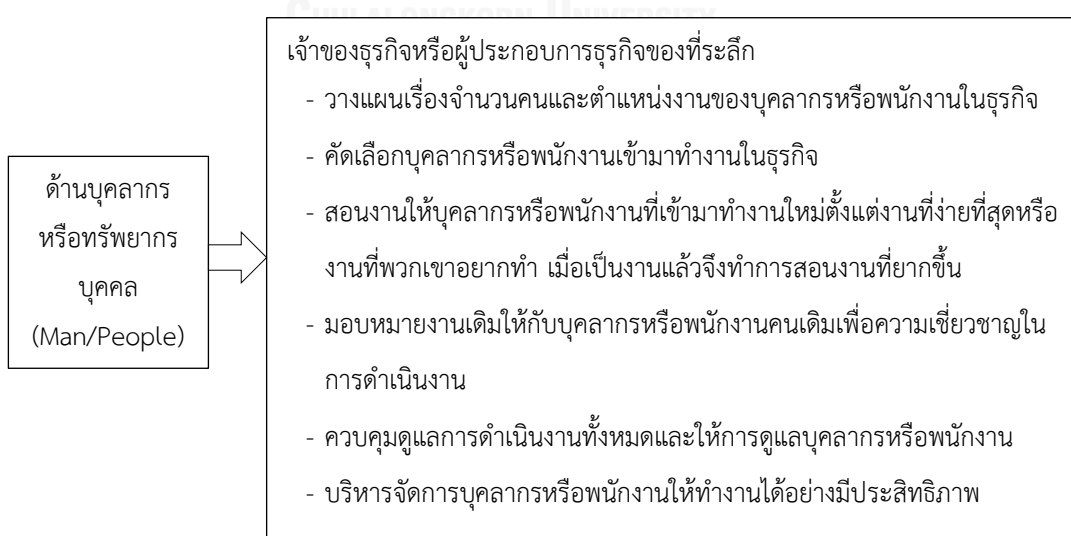 CHULALONGKORN UNIVERSITY
เจ้าของธุรกิจหรือผู้ประกอบการธุรกิจของที่ระลึก
- วางแผนเรื่องจำนวนคนและตำแหน่งงานของบุคลากรหรือพนักงานในธุรกิจ
- คัดเลือกบุคลากรหรือพนักงานเข้ามาทำงานในธุรกิจ
- สอนงานให้บุคลากรหรือพนักงานที่เข้ามาทำงานใหม่ตั้งแต่งานที่ง่ายที่สุดหรือ
งานที่พวกเขาอยากทำ เมื่อเป็นงานแล้วจึงทำการสอนงานที่ยากขึ้น
- มอบหมายงานเดิมให้กับบุคลากรหรือพนักงานคนเดิมเพื่อความเชี่ยวชาญใน
การดำเนินงาน
- ควบคุมดูแลการดำเนินงานทั้งหมดและให้การดูแลบุคลากรหรือพนักงาน
- บริหารจัดการบุคลากรหรือพนักงานให้ทำงานได้อย่างมีประสิทธิภาพ
ด้านบุคลากร
หรือทรัพยากร
บุคคล
(Man/People)